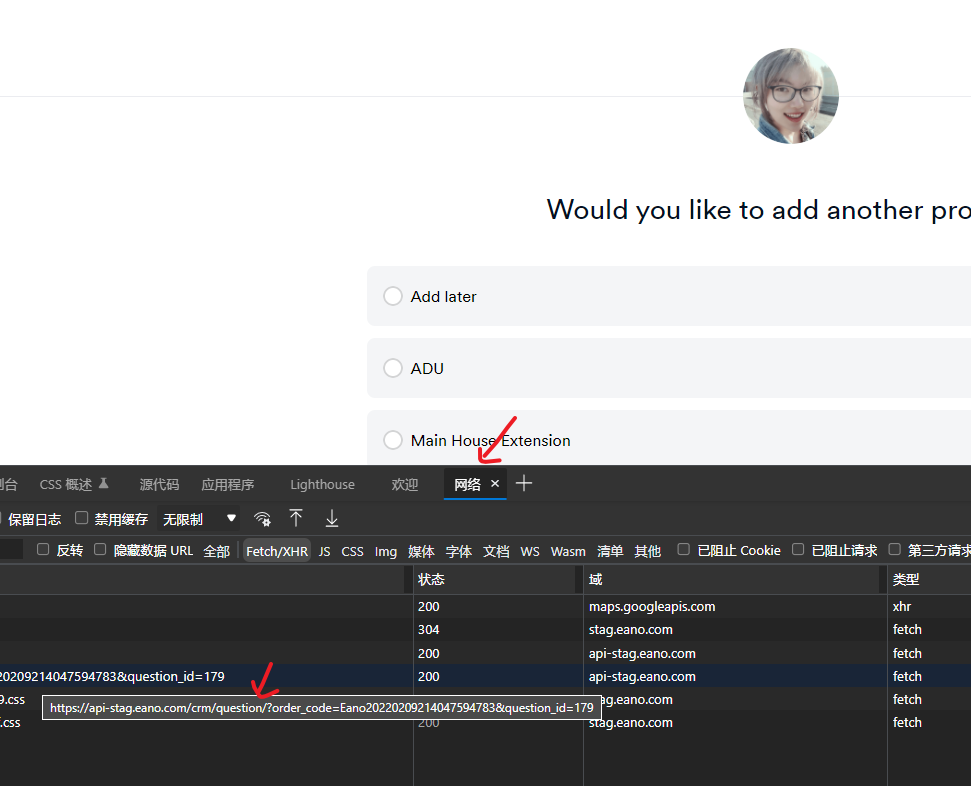 Would you like to add another pro
Add later
ADU
Main House Extension
制台 CSS 概述 源代码 应用程序 Lighthouse 欢迎 网络 × +
保留日志 禁用缓存 无限制
反转 隐藏数据 URL 全部 Fetch/XHR JS CSS Img 媒体 字体 文档 WS Wasm 清单 其他 已阻止 Cookie 已阻止请求 第三方请求
状态 域 类型
200 maps.googleapis.com xhr
304 stag.eano.com fetch
200 api-stag.eano.com fetch
2022092140 47594783&question_id=179 200 api-stag.eano.com fetch
9.css ag.eano.com fetch
https://api-stag.eano.com/crm/question/?order_code=Eano20220209214047594783&question_id=179
.css 200 stag.eano.com fetch